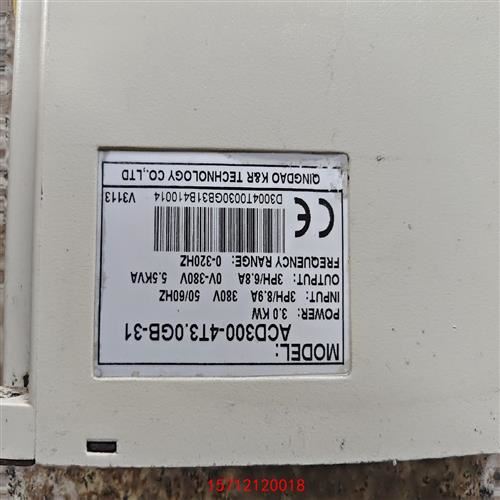 MODEL:
ACD300-4T3.0GB-31
POWER: 3.0 KW
INPUT: 3PH/8.9A 380V 50/60HZ
OUTPUT: 3PH/6.8A 0V-380V 5.5KVA
FREQUENCY RANGE: 0-320HZ
CE
D3004T0030GB31B410014 V3113
QINGDAO K&R TECHNOLOGY CO.,LTD
15712120018